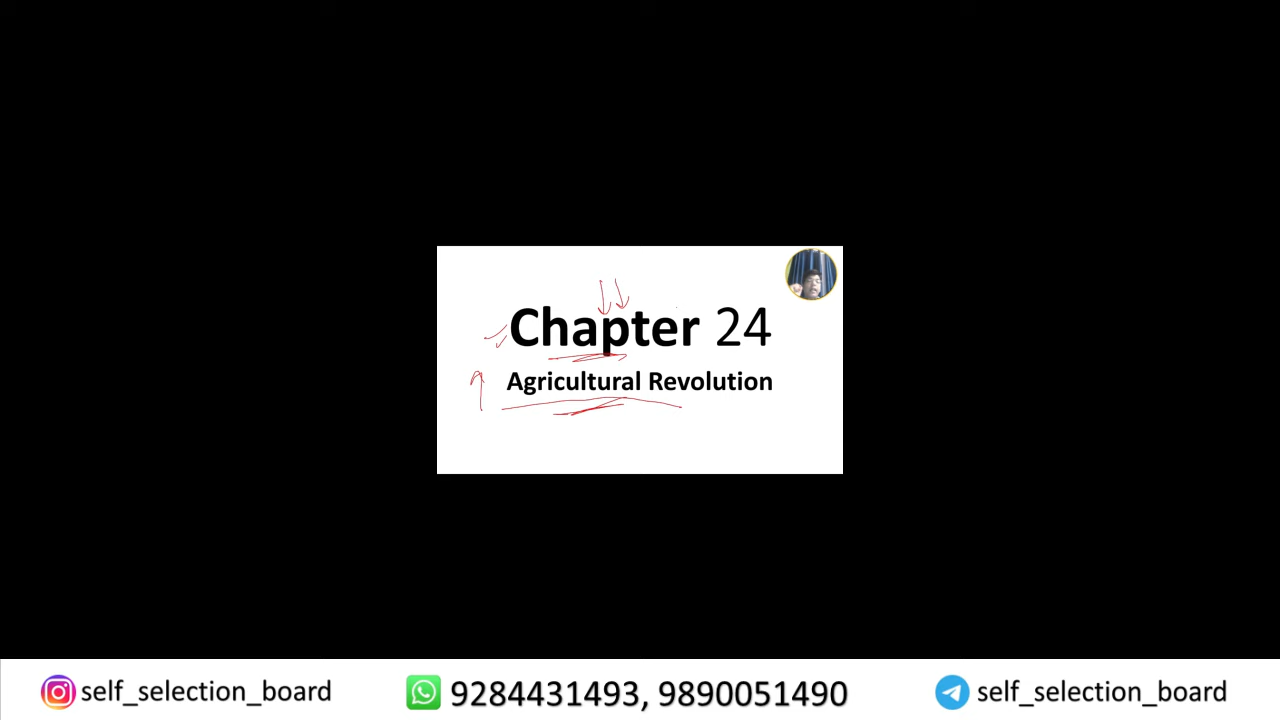 Chapter 24
Agricultural Revolution
self_selection_board
9284431493, 9890051490
self_selection_board